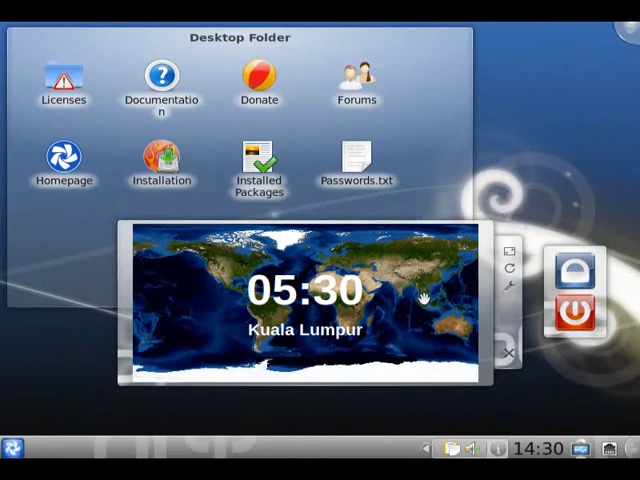 Desktop Folder
Licenses
Documentatio
n
Donate
Forums
Homepage
Installation
Installed
Packages
Passwords.txt
05:30
Kuala Lumpur
14:30